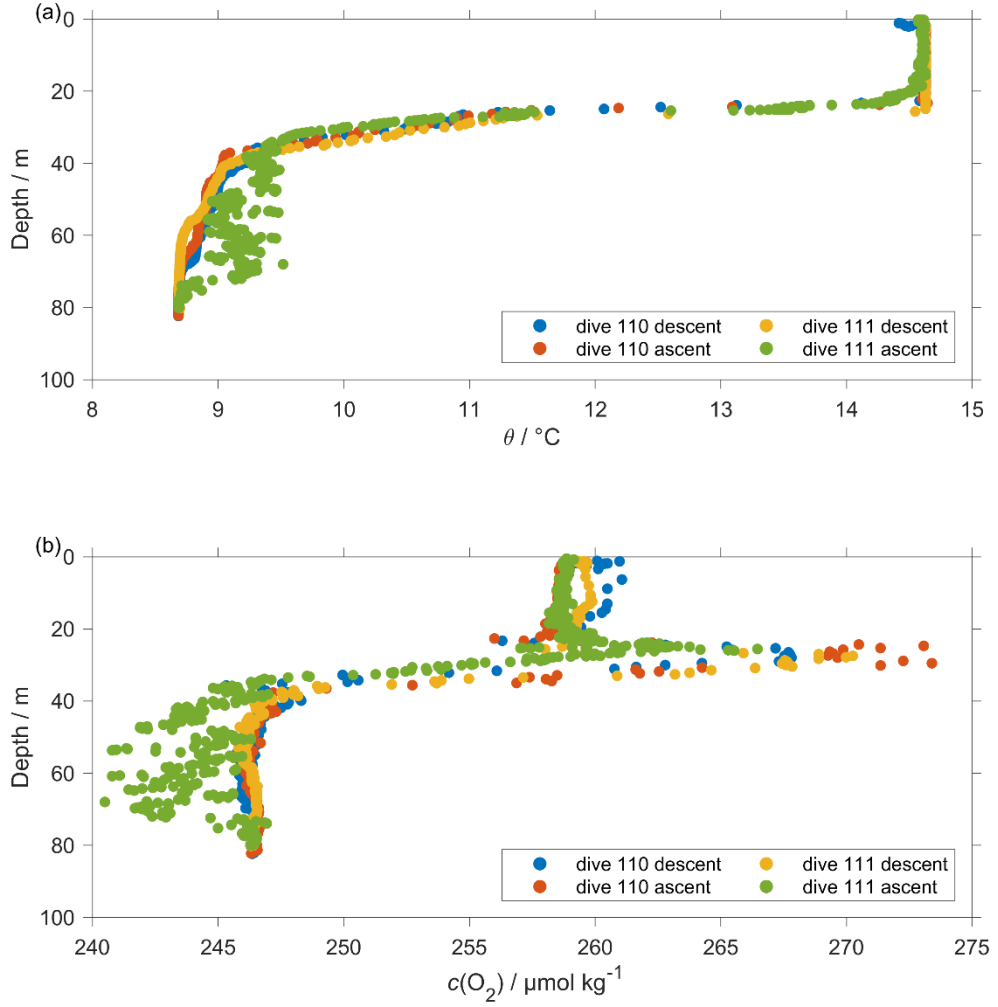 (a)
0
20
40
60
80
100
Depth / m
dive 110 descent
dive 111 descent
dive 110 ascent
dive 111 ascent
8 9 10 11 12 13 14 15
θ / °C
(b)
0
20
40
60
80
100
Depth / m
dive 110 descent
dive 111 descent
dive 110 ascent
dive 111 ascent
240 245 250 255 260 265 270 275
c(O₂) / µmol kg⁻¹